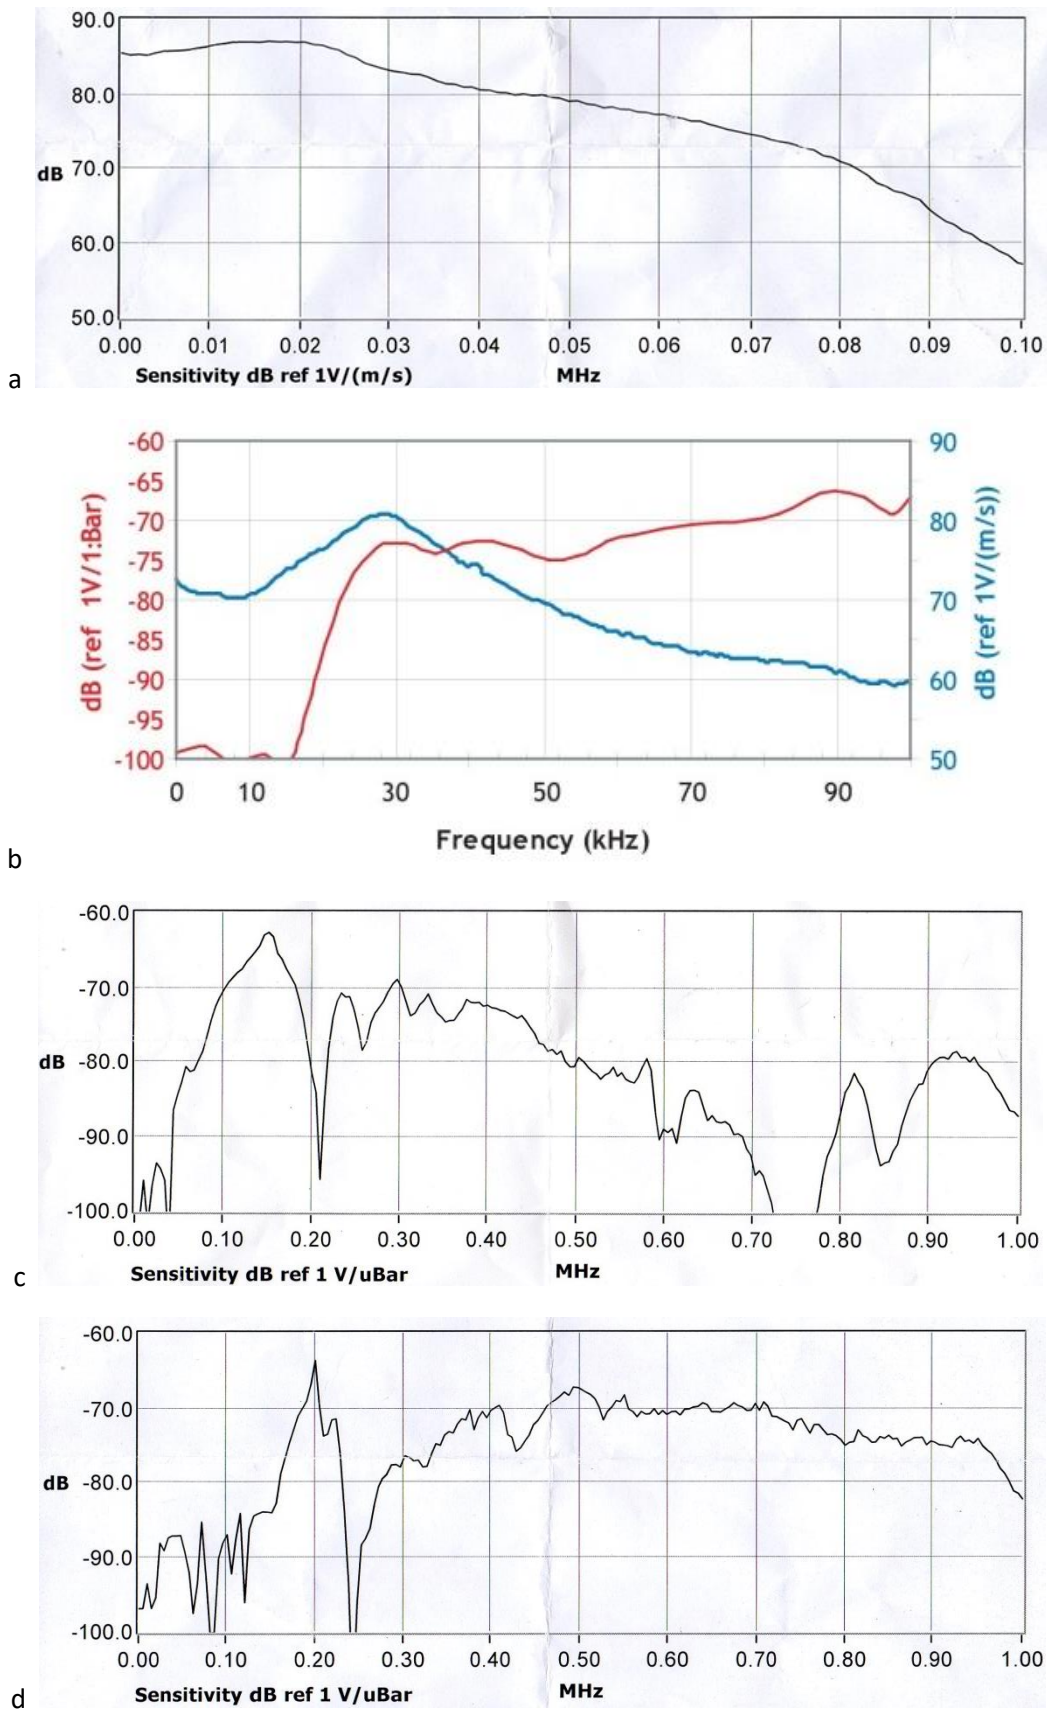 90.0
80.0
dB
70.0
60.0
50.0
0.00 0.01 0.02 0.03 0.04 0.05 0.06 0.07 0.08 0.09 0.10
a Sensitivity dB ref 1V/(m/s) MHz
-60 90
-65
-70 80
-75
-80 70
-85
-90 60
-95
-100 50
dB (ref 1V/1:Bar)
dB (ref 1V/(m/s))
0 10 30 50 70 90
Frequency (kHz)
b
-60.0
-70.0
dB -80.0
-90.0
-100.0
0.00 0.10 0.20 0.30 0.40 0.50 0.60 0.70 0.80 0.90 1.00
c Sensitivity dB ref 1 V/uBar MHz
-60.0
-70.0
dB -80.0
-90.0
-100.0
0.00 0.10 0.20 0.30 0.40 0.50 0.60 0.70 0.80 0.90 1.00
d Sensitivity dB ref 1 V/uBar MHz